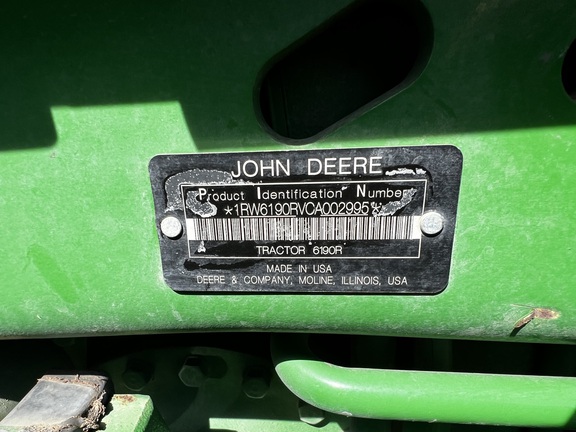 JOHN DEERE
Product Identification Number
*1RW6190RVCA002995*
TRACTOR 6190R
MADE IN USA
DEERE & COMPANY, MOLINE, ILLINOIS, USA